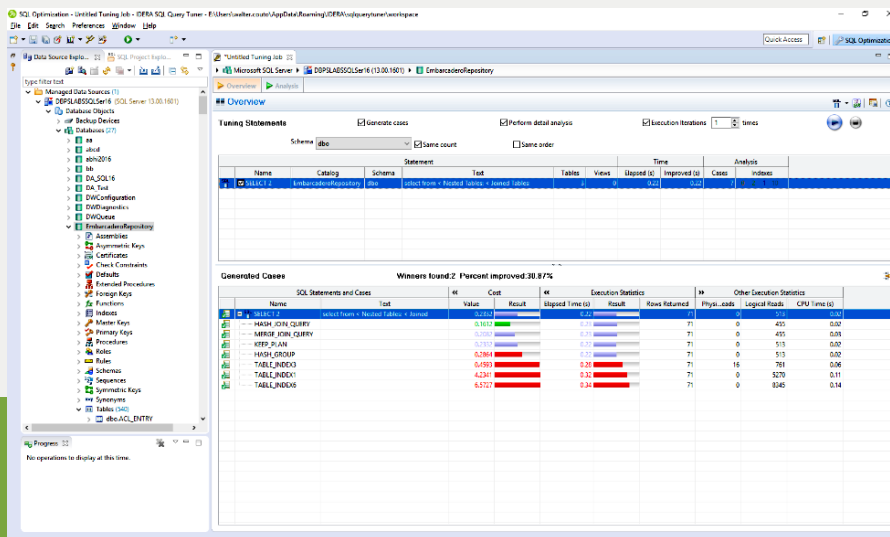 SQL Optimization - Untitled Tuning Job - IDERA SQL Query Tuner - E:\Users\walter.couto\AppData\Roaming\IDERA\sqlquerytuner\workspace
File Edit Search Preferences Window Help
Quick Access SQL Optimizatio
Data Source Explo... SQL Project Explo...
type filter text
Managed Data Sources (1)
DBPSLABSSQLSer16 (SQL Server 13.00.1601)
Database Objects
Backup Devices
Databases (27)
aa
abcd
abhi2016
bb
DA_SQL16
DA_Test
DWConfiguration
DWDiagnostics
DWQueue
EmbarcaderoRepository
Assemblies
Asymmetric Keys
Certificates
Check Constraints
Defaults
Extended Procedures
Foreign Keys
Functions
Indexes
Master Keys
Primary Keys
Procedures
Roles
Rules
Schemas
Sequences
Symmetric Keys
Synonyms
Tables (140)
dbo.ACL_ENTRY
Progress
No operations to display at this time.
*Untitled Tuning Job
Microsoft SQL Server DBPSLABSSQLSer16 (13.00.1601) EmbarcaderoRepository
Overview Analysis
Overview
Tuning Statements Generate cases Perform detail analysis Execution Iterations 1 times
Schema dbo Same count Same order
Statement Time Analysis
Name Catalog Schema Text Tables Views Elapsed (s) Improved (s) Cases Indexes
SELECT 2 EmbarcaderoRepository dbo select from < Nested Tables: < Joined Tables 3 0 0.22 0.22 7
Generated Cases Winners found:2 Percent improved:30.87%
SQL Statements and Cases Cost Execution Statistics Other Execution Statistics
Name Text Value Result Elapsed Time (s) Result Rows Returned Physi...eads Logical Reads CPU Time (s)
SELECT 2 select from < Nested Tables < Joined 0.2352 0.22 71 0 513 0.02
HASH_JOIN_QUERY 0.1632 71 0 455 0.02
MERGE_JOIN_QUERY 71 0 455 0.03
KEEP_PLAN 0.2352 0.22 71 0 513 0.02
HASH_GROUP 0.2864 0.22 71 0 513 0.02
TABLE_INDEX3 0.4593 0.28 71 16 761 0.06
TABLE_INDEX1 4.2341 0.32 71 0 5270 0.11
TABLE_INDEX6 6.5727 0.34 71 0 8345 0.14